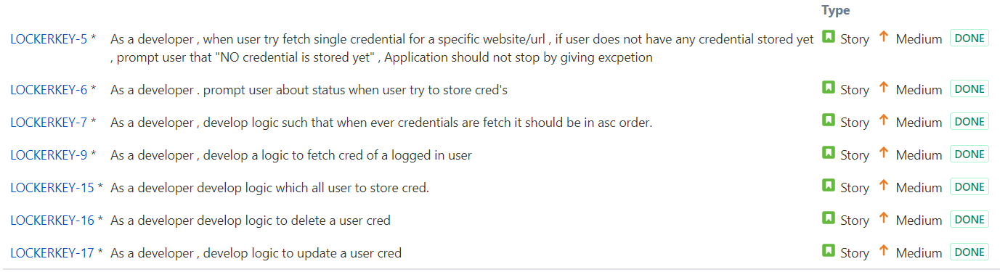 Type
LOCKERKEY-5 * As a developer , when user try fetch single credential for a specific website/url , if user does not have any credential stored yet Story Medium DONE
, prompt user that "NO credential is stored yet" , Application should not stop by giving excpetion
LOCKERKEY-6 * As a developer . prompt user about status when user try to store cred's Story Medium DONE
LOCKERKEY-7 * As a developer , develop logic such that when ever credentials are fetch it should be in asc order. Story Medium DONE
LOCKERKEY-9 * As a developer , develop a logic to fetch cred of a logged in user Story Medium DONE
LOCKERKEY-15 * As a developer develop logic which all user to store cred. Story Medium DONE
LOCKERKEY-16 * As a developer develop logic to delete a user cred Story Medium DONE
LOCKERKEY-17 * As a developer , develop logic to update a user cred Story Medium DONE